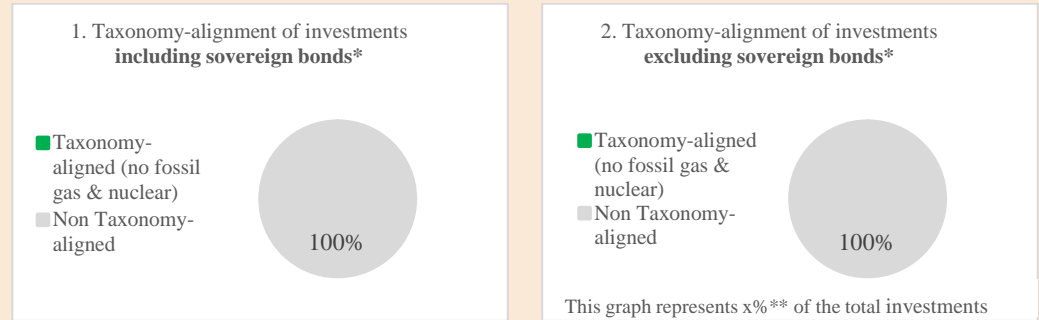 1. Taxonomy-alignment of investments
including sovereign bonds*
Taxonomy-
aligned (no fossil
gas & nuclear)
Non Taxonomy-
aligned
100%
2. Taxonomy-alignment of investments
excluding sovereign bonds*
Taxonomy-aligned
(no fossil gas &
nuclear)
Non Taxonomy-
aligned
100%
This graph represents x%** of the total investments